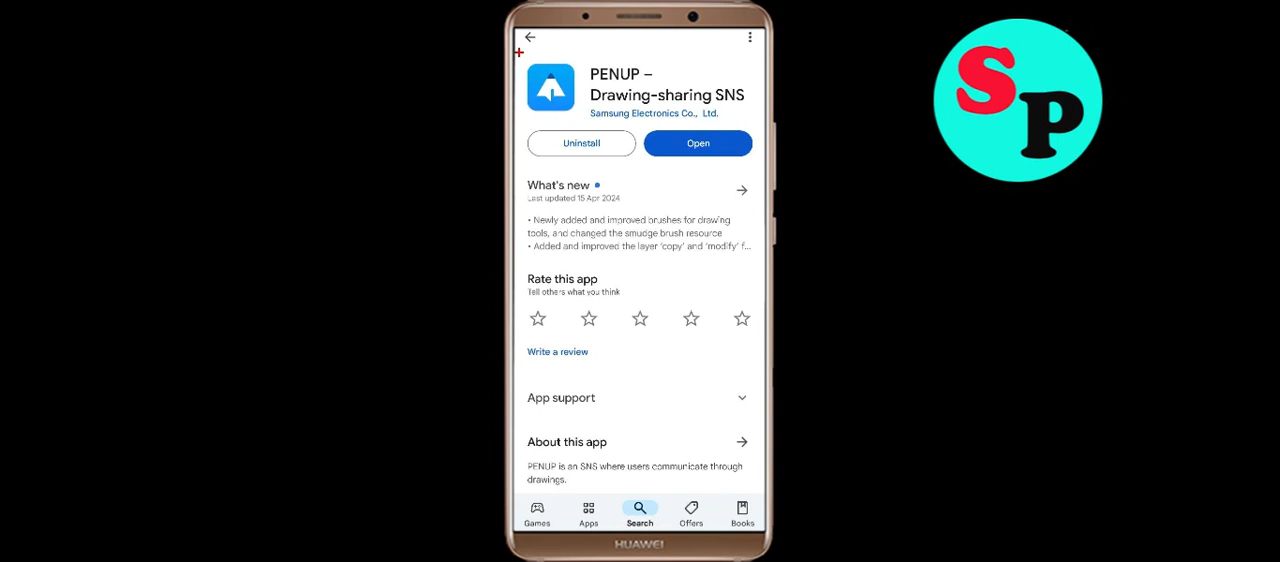 PENUP –
Drawing-sharing SNS
Samsung Electronics Co., Ltd.
Uninstall
Open
What's new
Last updated 15 Apr 2024
• Newly added and improved brushes for drawing
tools, and changed the smudge brush resource
• Added and improved the layer 'copy' and 'modify' f...
Rate this app
Tell others what you think
Write a review
App support
About this app
PENUP is an SNS where users communicate through
drawings.
Games
Apps
Search
Offers
Books
HUAWEI
SP